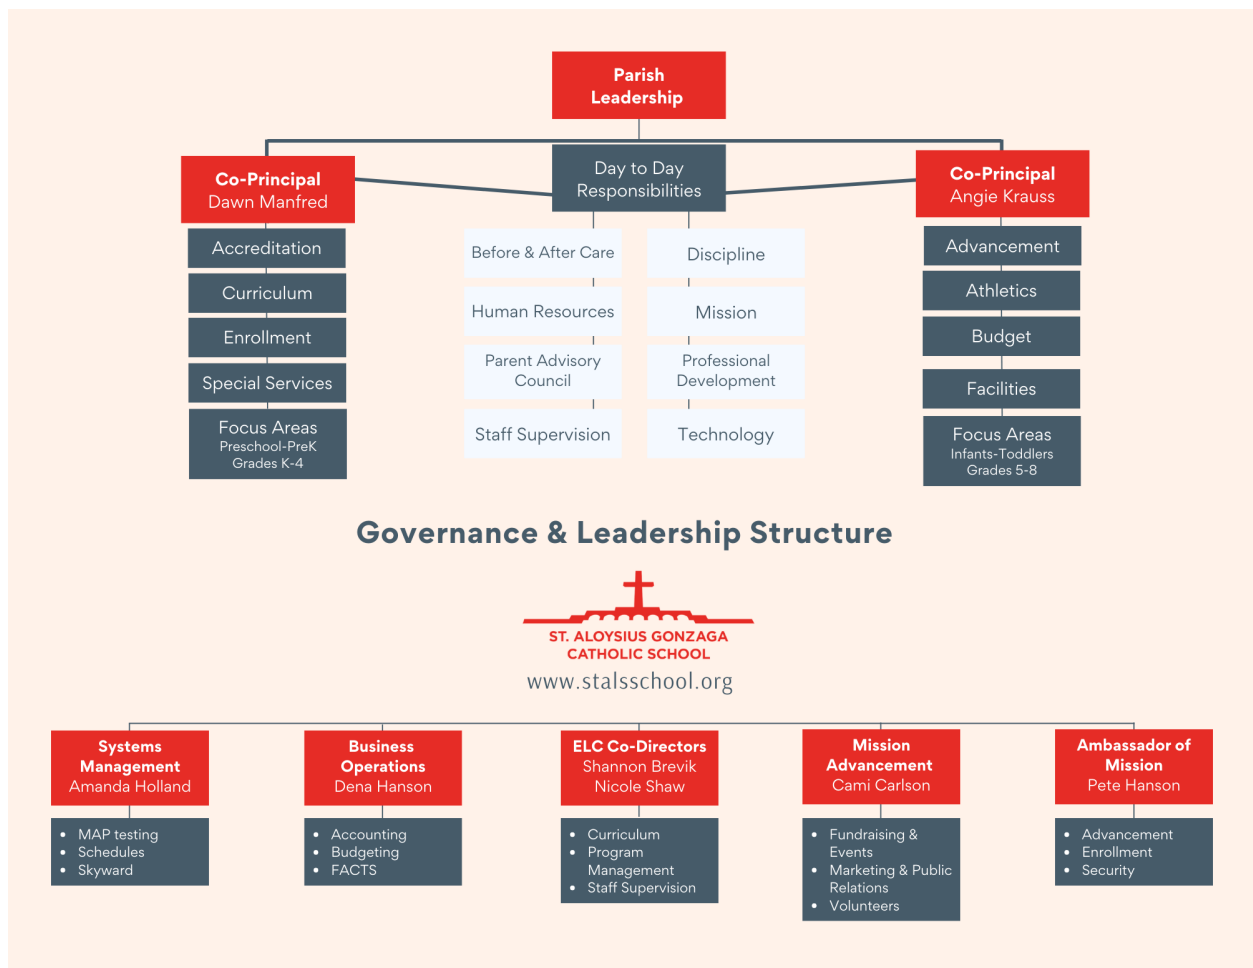 Parish
Leadership
Co-Principal
Dawn Manfred
Accreditation
Curriculum
Enrollment
Special Services
Focus Areas
Preschool-PreK
Grades K-4
Day to Day
Responsibilities
Before & After Care
Human Resources
Parent Advisory
Council
Staff Supervision
Discipline
Mission
Professional
Development
Technology
Co-Principal
Angie Krauss
Advancement
Athletics
Budget
Facilities
Focus Areas
Infants-Toddlers
Grades 5-8
Governance & Leadership Structure
ST. ALOYSIUS GONZAGA
CATHOLIC SCHOOL
www.stalsschool.org
Systems
Management
Amanda Holland
• MAP testing
• Schedules
• Skyward
Business
Operations
Dena Hanson
• Accounting
• Budgeting
• FACTS
ELC Co-Directors
Shannon Brevik
Nicole Shaw
• Curriculum
• Program
Management
• Staff Supervision
Mission
Advancement
Cami Carlson
• Fundraising &
Events
• Marketing & Public
Relations
• Volunteers
Ambassador of
Mission
Pete Hanson
• Advancement
• Enrollment
• Security